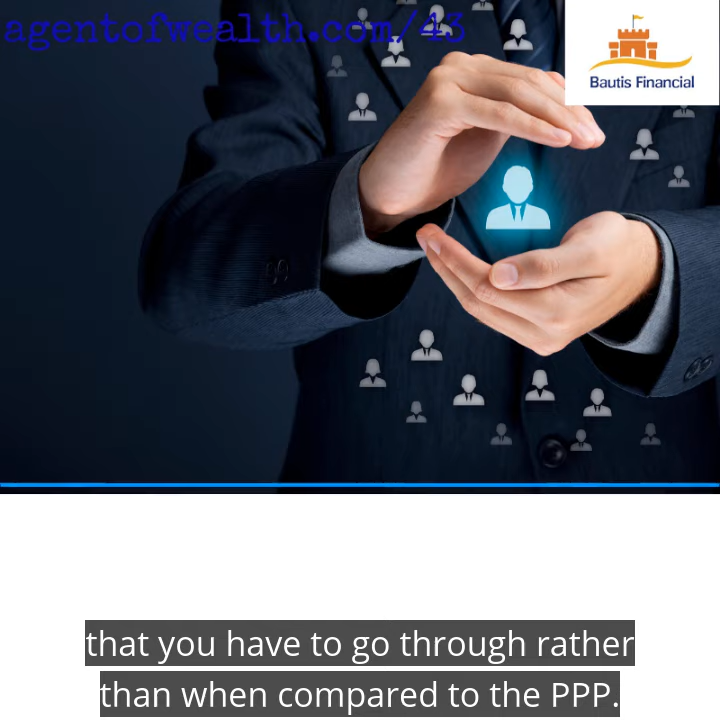 agentofwealth.com/43
Bautis Financial
that you have to go through rather
than when compared to the PPP.